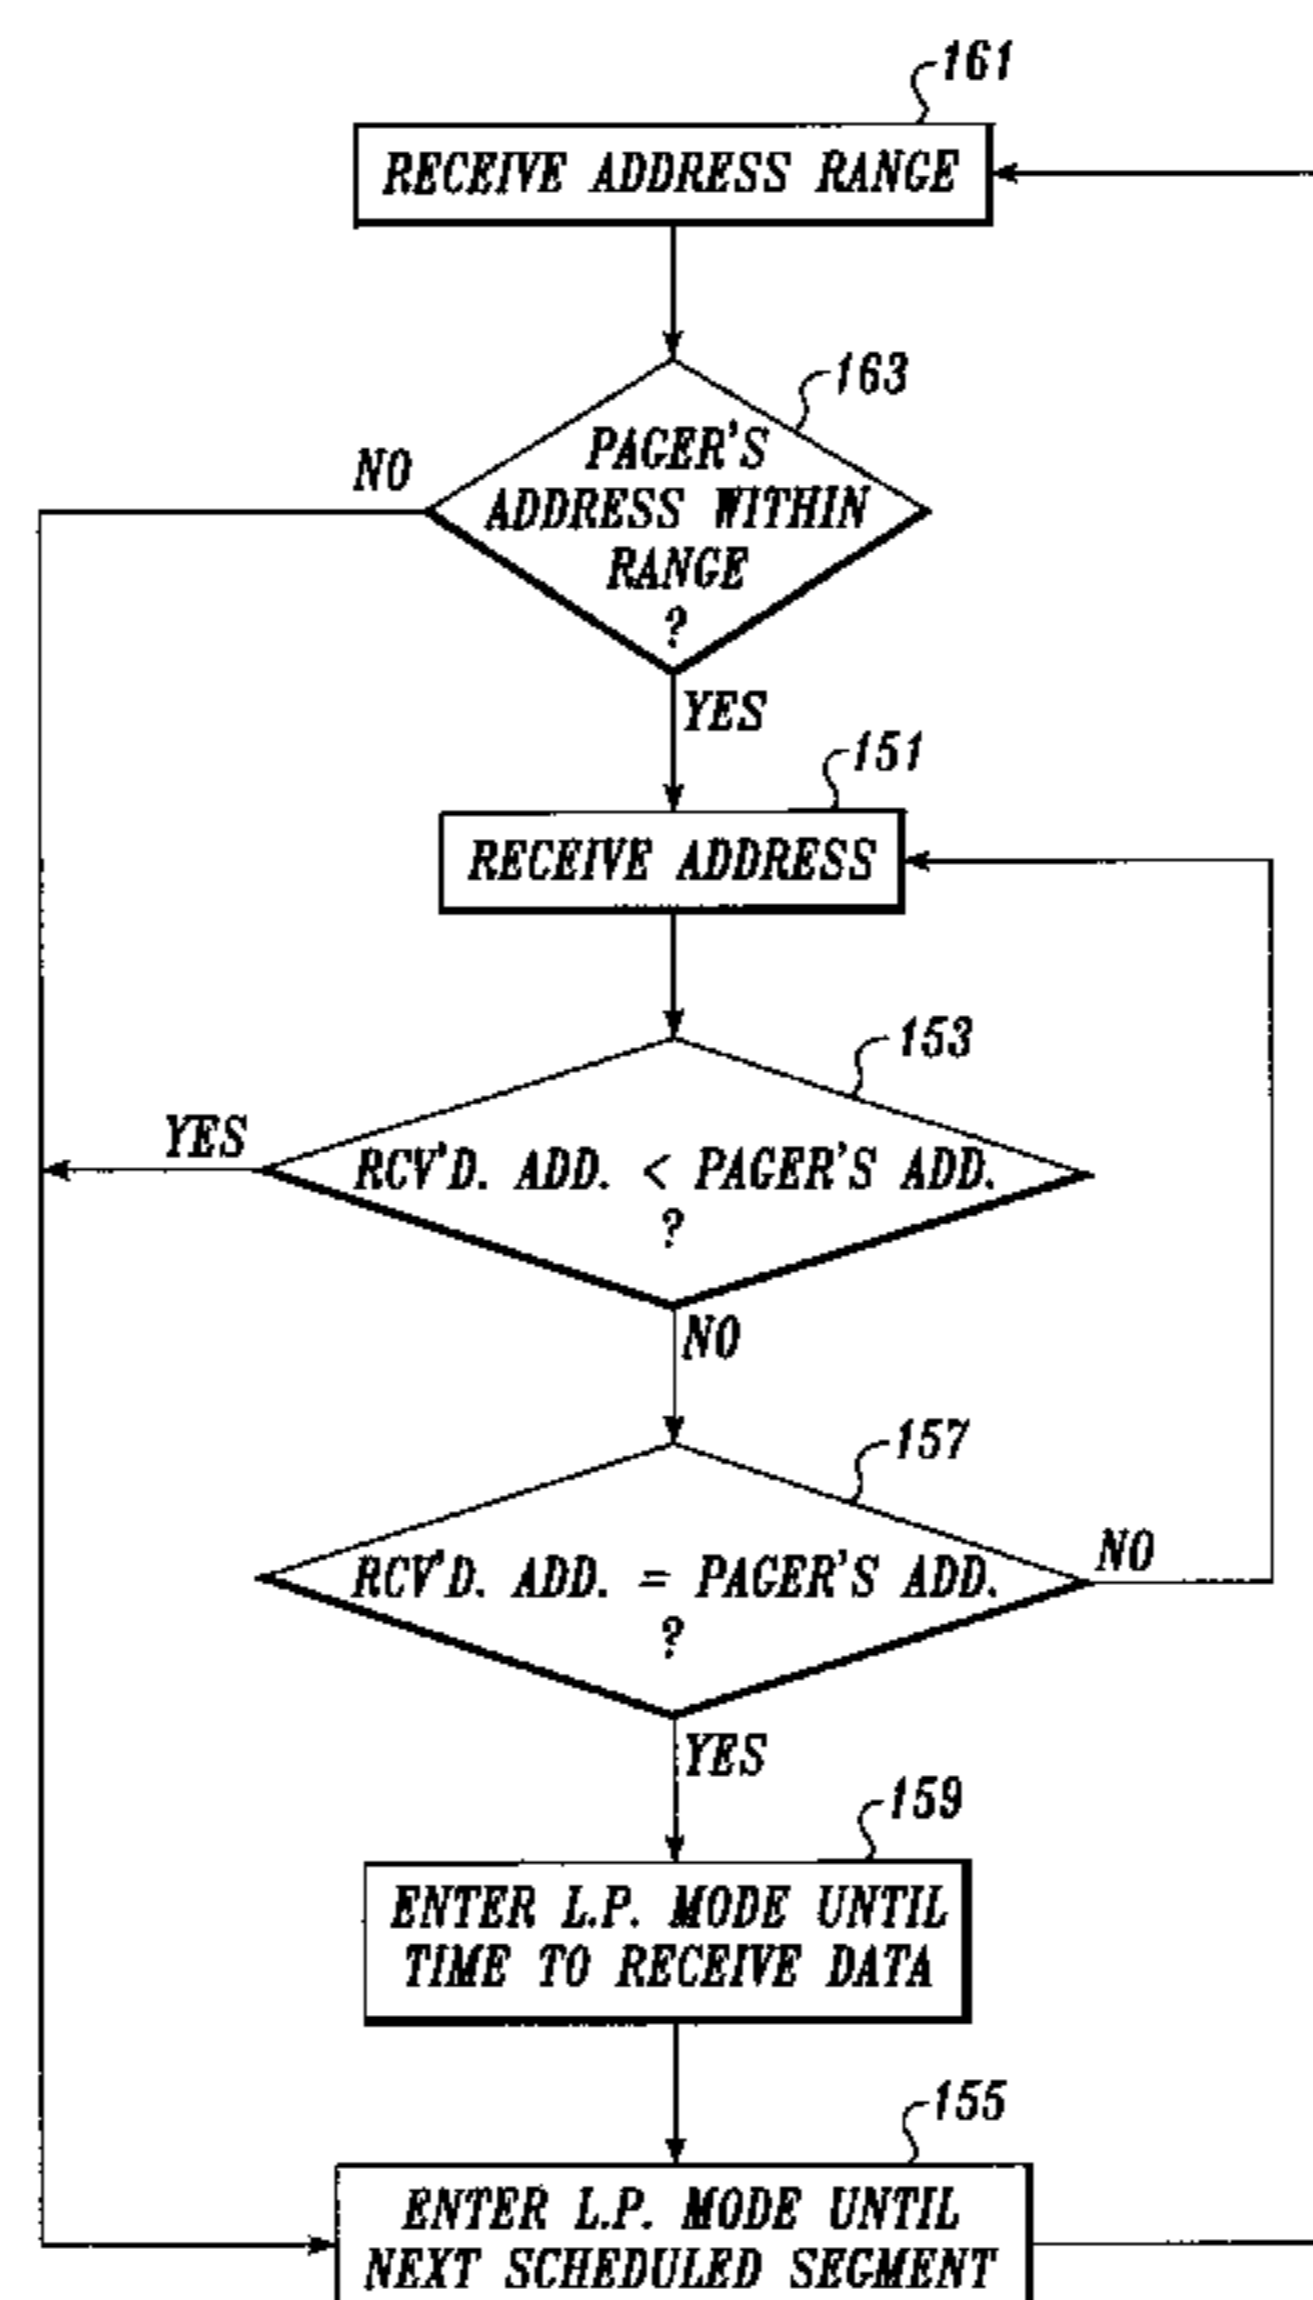 161
RECEIVE ADDRESS RANGE
163
NO
PAGER'S
ADDRESS WITHIN
RANGE
?
YES
151
RECEIVE ADDRESS
153
YES
RCV'D. ADD. < PAGER'S ADD.
?
NO
157
RCV'D. ADD. = PAGER'S ADD.
?
NO
YES
159
ENTER L.P. MODE UNTIL
TIME TO RECEIVE DATA
155
ENTER L.P. MODE UNTIL
NEXT SCHEDULED SEGMENT